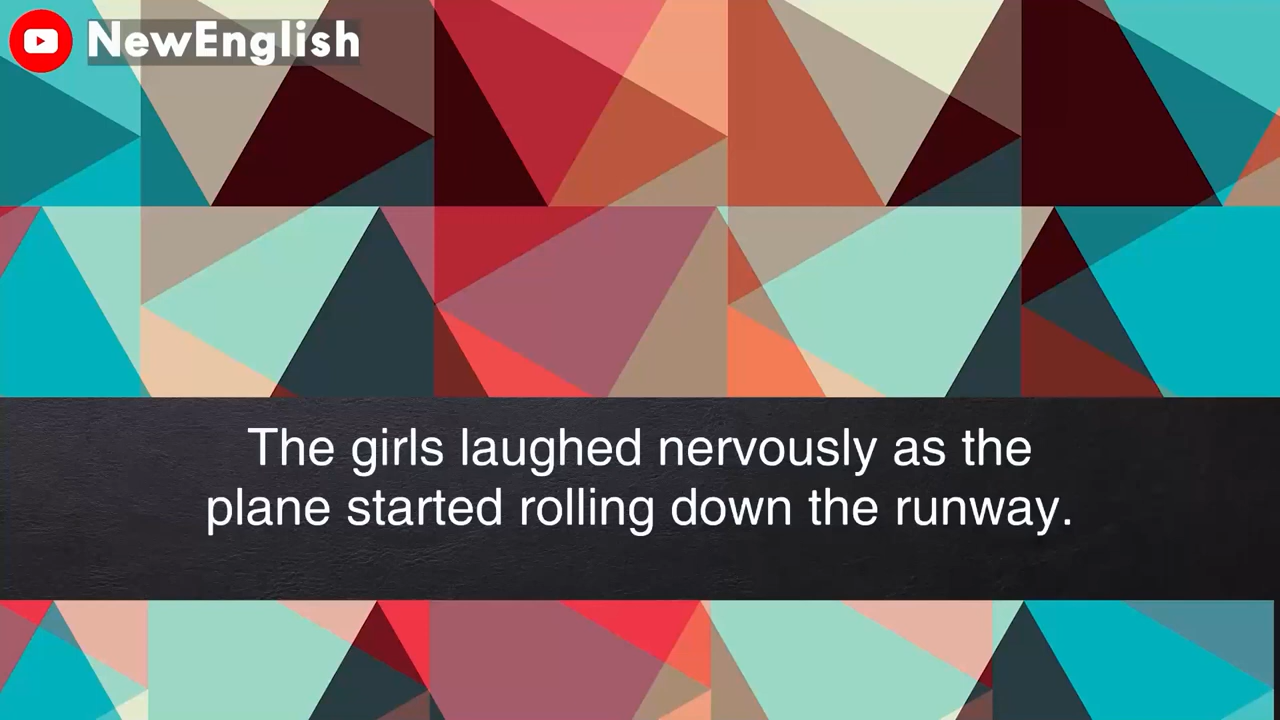 NewEnglish
The girls laughed nervously as the
plane started rolling down the runway.